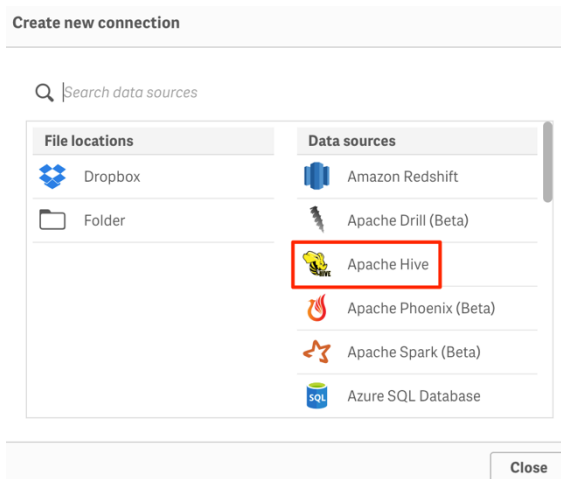 Create new connection
Search data sources
File locations
Dropbox
Folder
Data sources
Amazon Redshift
Apache Drill (Beta)
HIVE
Apache Hive
Apache Phoenix (Beta)
Apache Spark (Beta)
SQL
Azure SQL Database
Close